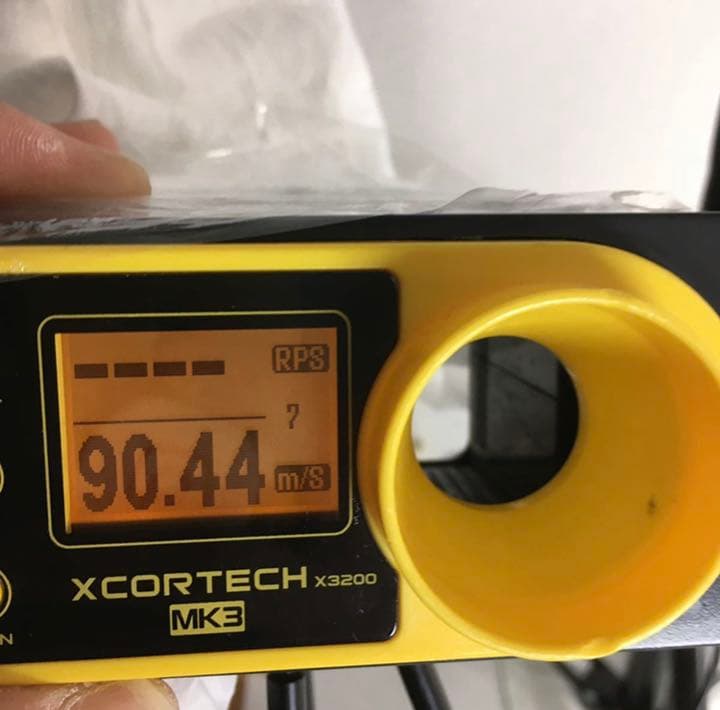 ---- RPS
7
90.44 m/S
XCORTECH X3200
MK3
N